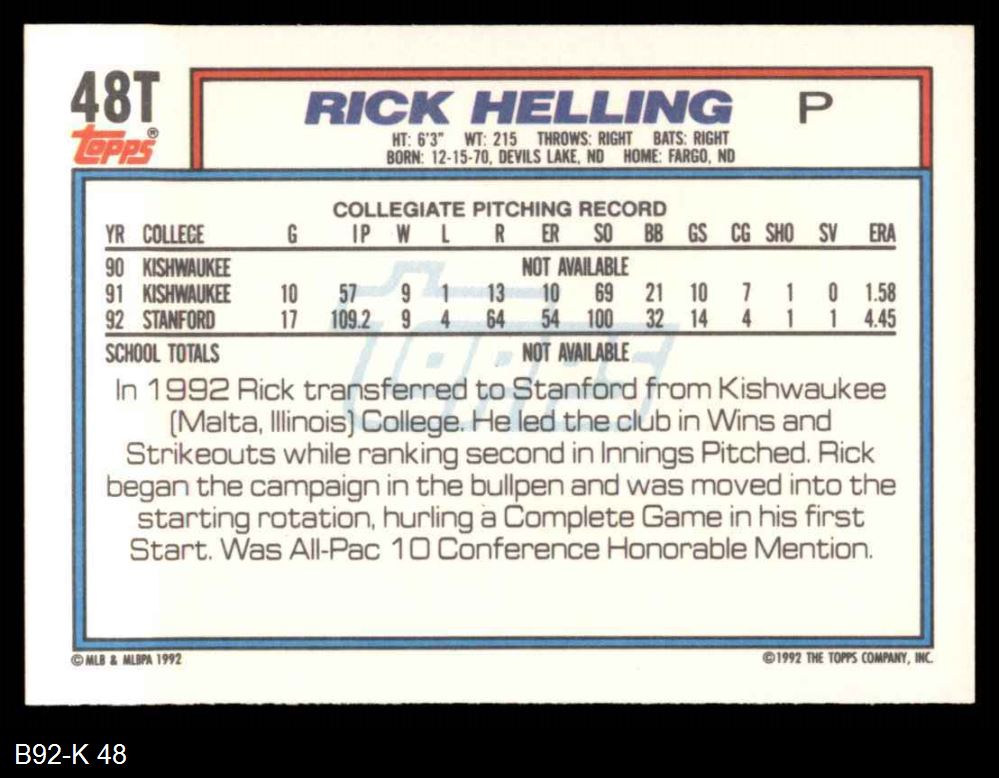 48T
Topps®
RICK HELLING P
HT: 6'3" WT: 215 THROWS: RIGHT BATS: RIGHT
BORN: 12-15-70, DEVILS LAKE, ND HOME: FARGO, ND
COLLEGIATE PITCHING RECORD
YR COLLEGE G IP W L R ER SO BB GS CG SHO SV ERA
90 KISHWAUKEE NOT AVAILABLE
91 KISHWAUKEE 10 57 9 1 13 10 69 21 10 7 1 0 1.58
92 STANFORD 17 109.2 9 4 64 54 100 32 14 4 1 1 4.45
SCHOOL TOTALS NOT AVAILABLE
TOPPS
In 1992 Rick transferred to Stanford from Kishwaukee
(Malta, Illinois) College. He led the club in Wins and
Strikeouts while ranking second in Innings Pitched. Rick
began the campaign in the bullpen and was moved into the
starting rotation, hurling a Complete Game in his first
Start. Was All-Pac 10 Conference Honorable Mention.
© MLB & MLBPA 1992
©1992 THE TOPPS COMPANY, INC.
B92-K 48